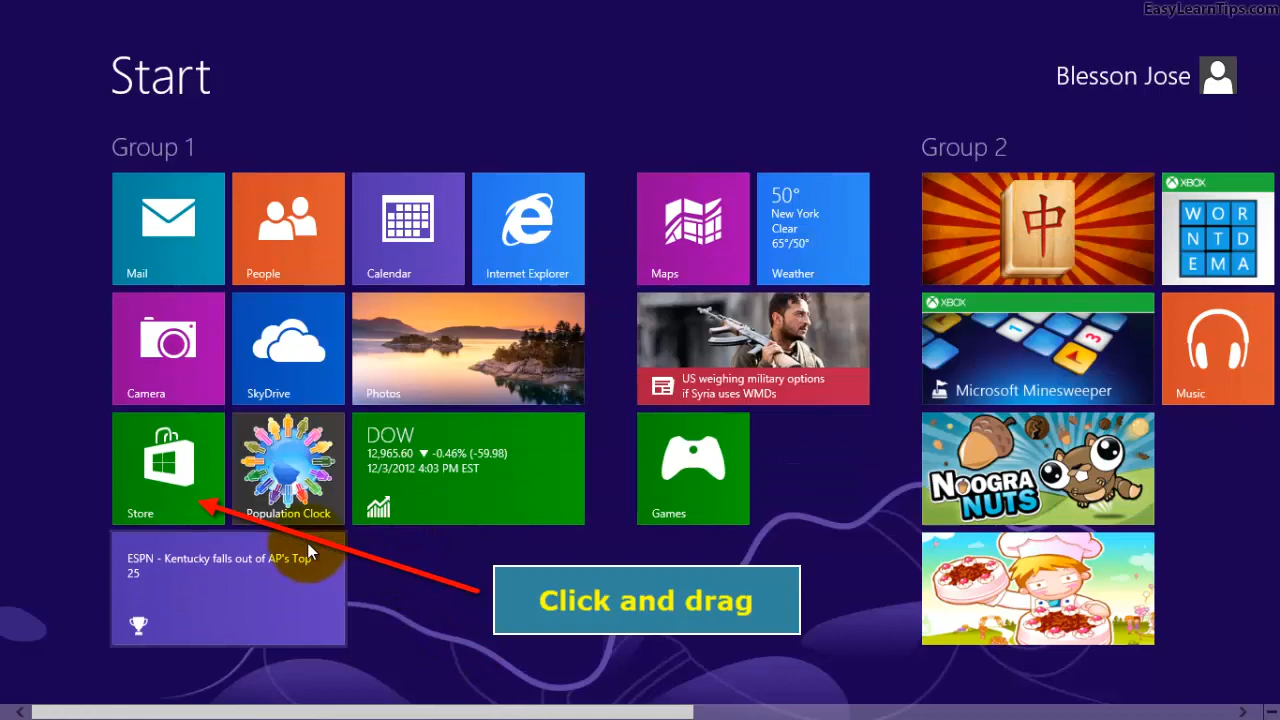 EasyLearnTips.com
Start
Blesson Jose
Group 1
Group 2
Mail
People
Calendar
Internet Explorer
Maps
50°
New York
Clear
65°/50°
Weather
中
XBOX
W O R
N T D
E M A
Camera
SkyDrive
Photos
US weighing military options
if Syria uses WMDs
XBOX
1
3
Microsoft Minesweeper
Music
Store
Population Clock
DOW
12,965.60 ▼ -0.46% (-59.98)
12/3/2012 4:03 PM EST
Games
NOOGRA
NUTS
ESPN - Kentucky falls out of AP's Top
25
Click and drag